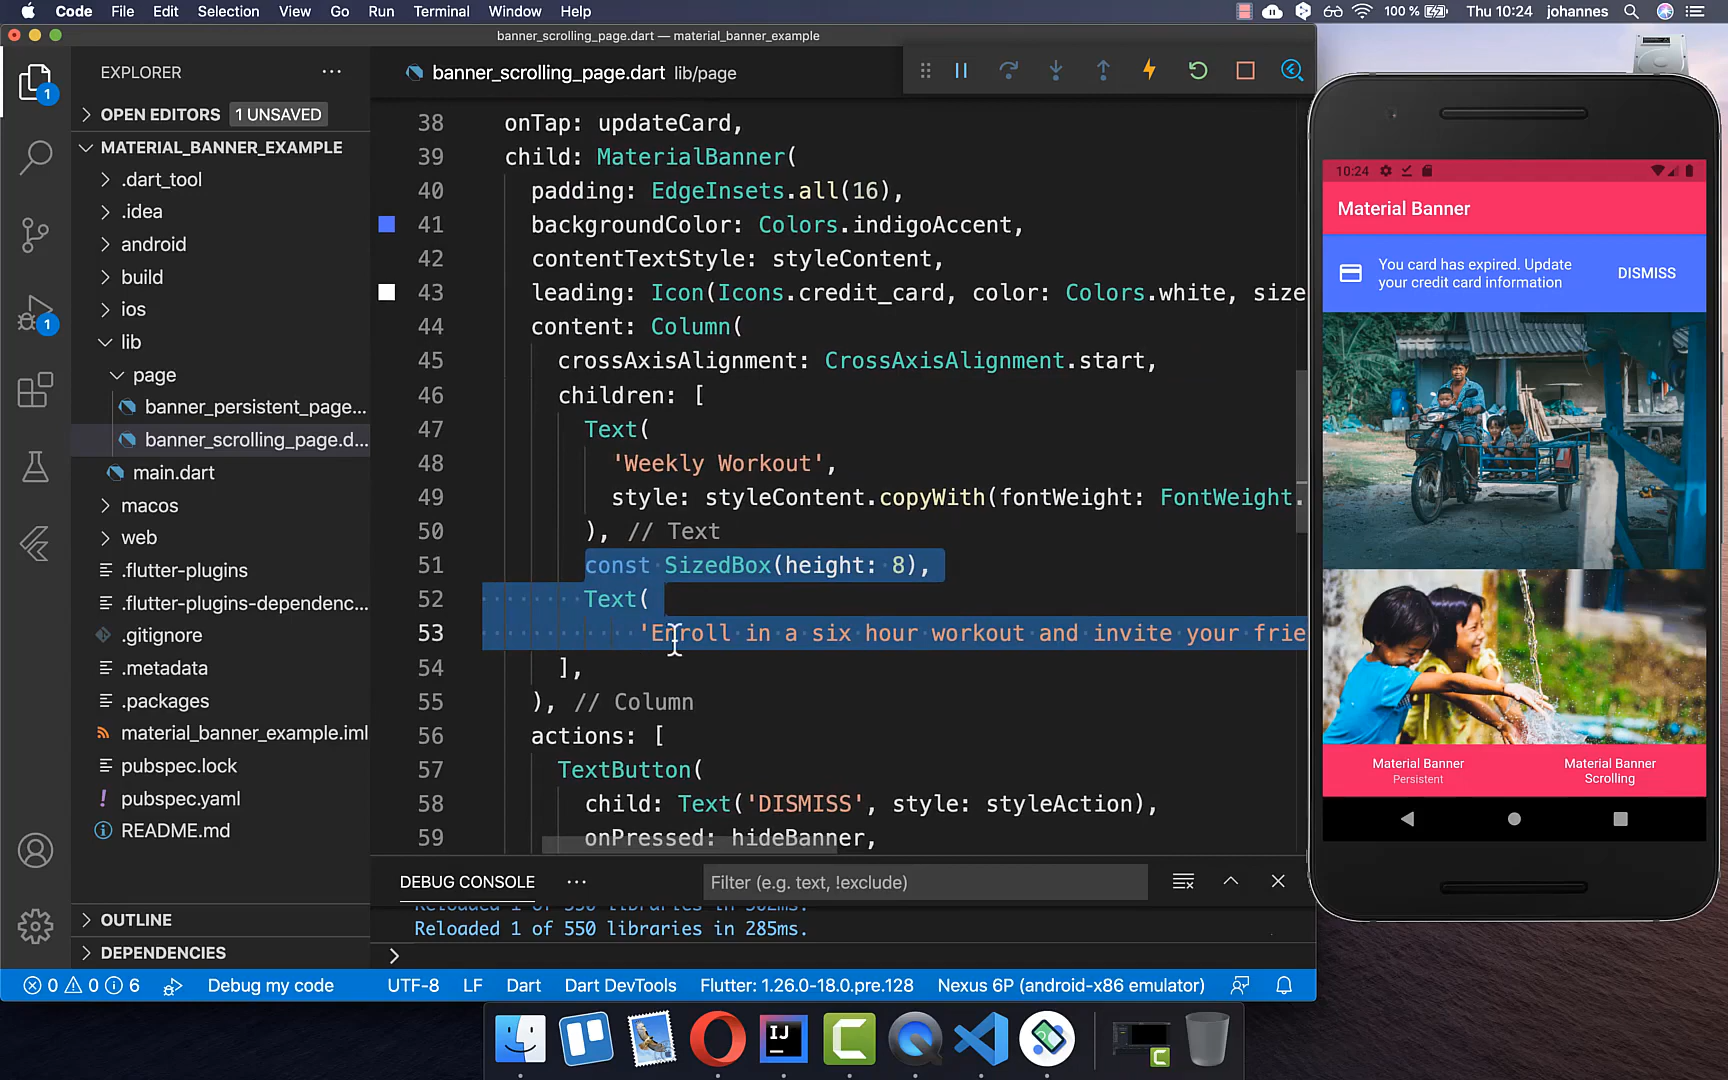 Code File Edit Selection View Go Run Terminal Window Help
100 % Thu 10:24 johannes
banner_scrolling_page.dart — material_banner_example
EXPLORER
OPEN EDITORS 1 UNSAVED
MATERIAL_BANNER_EXAMPLE
.dart_tool
.idea
android
build
ios
lib
page
banner_persistent_page...
banner_scrolling_page.d...
main.dart
macos
web
.flutter-plugins
.flutter-plugins-dependenc...
.gitignore
.metadata
.packages
material_banner_example.iml
pubspec.lock
pubspec.yaml
README.md
OUTLINE
DEPENDENCIES
1
1
banner_scrolling_page.dart lib/page
38 onTap: updateCard,
39 child: MaterialBanner(
40 padding: EdgeInsets.all(16),
41 backgroundColor: Colors.indigoAccent,
42 contentTextStyle: styleContent,
43 leading: Icon(Icons.credit_card, color: Colors.white, size
44 content: Column(
45 crossAxisAlignment: CrossAxisAlignment.start,
46 children: [
47 Text(
48 'Weekly Workout',
49 style: styleContent.copyWith(fontWeight: FontWeight.
50 ), // Text
51 const SizedBox(height: 8),
52 Text(
53 'Enroll in a six hour workout and invite your frie
54 ],
55 ), // Column
56 actions: [
57 TextButton(
58 child: Text('DISMISS', style: styleAction),
59 onPressed: hideBanner,
DEBUG CONSOLE
Filter (e.g. text, !exclude)
Reloaded 1 of 550 libraries in 302ms.
Reloaded 1 of 550 libraries in 285ms.
0 0 6 Debug my code UTF-8 LF Dart Dart DevTools Flutter: 1.26.0-18.0.pre.128 Nexus 6P (android-x86 emulator)
10:24
Material Banner
You card has expired. Update
your credit card information
DISMISS
Material Banner
Persistent
Material Banner
Scrolling
IJ